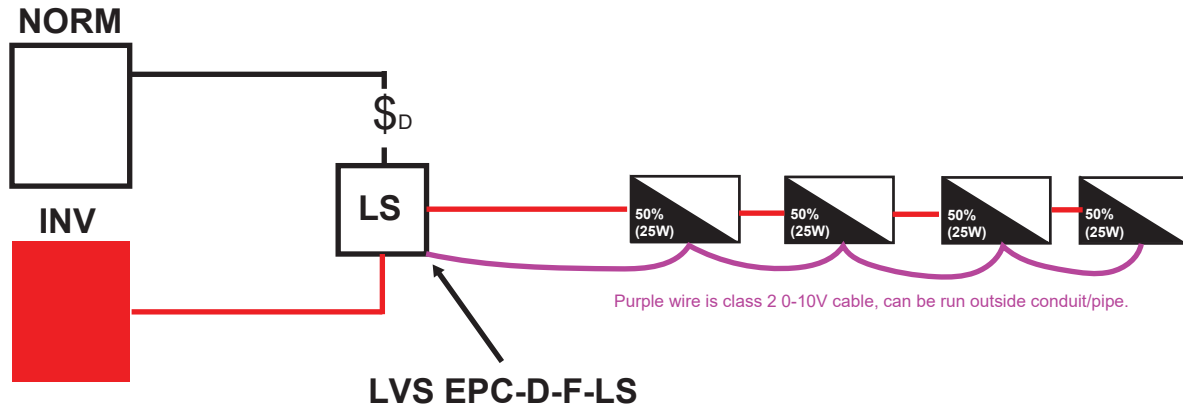 NORM
$D
INV
LS
50%
(25W)
50%
(25W)
50%
(25W)
50%
(25W)
Purple wire is class 2 0-10V cable, can be run outside conduit/pipe.
LVS EPC-D-F-LS